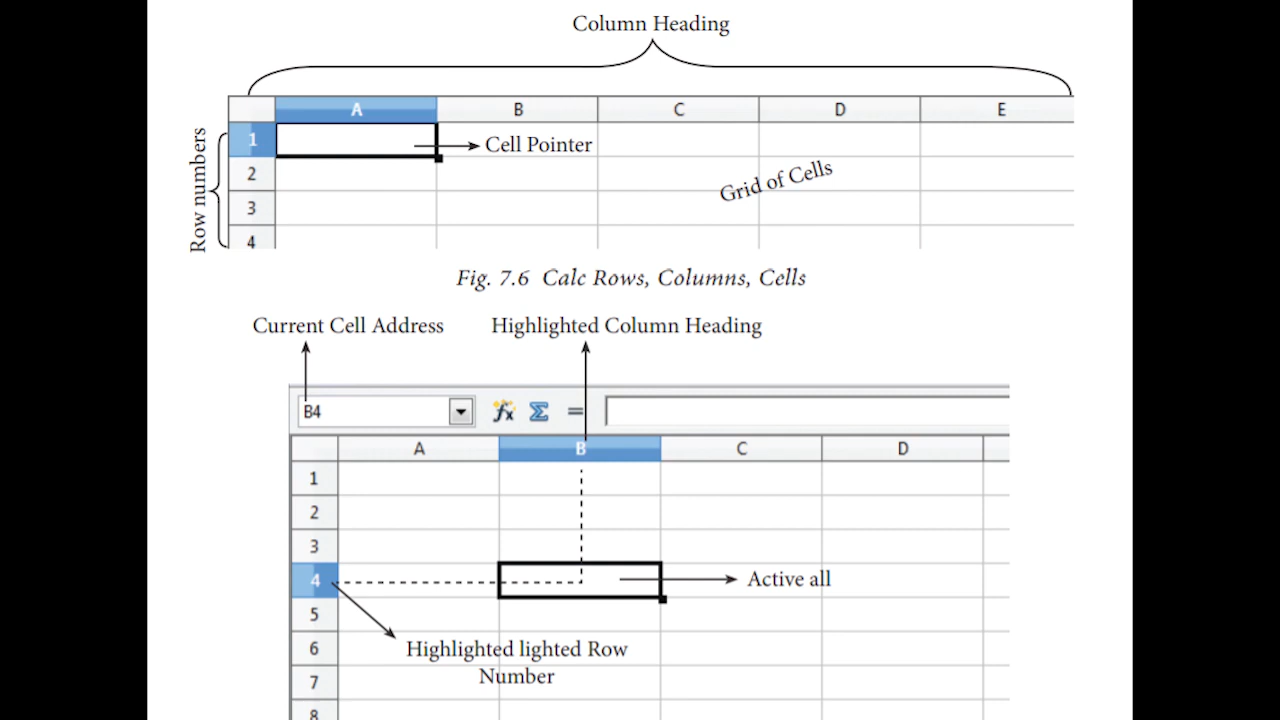 Column Heading
A B C D E
Row numbers
1
Cell Pointer
2
Grid of Cells
3
4
Fig. 7.6 Calc Rows, Columns, Cells
Current Cell Address Highlighted Column Heading
B4 fx Σ =
A B C D
1
2
3
4
Active all
5
6
Highlighted lighted Row
Number
7
8